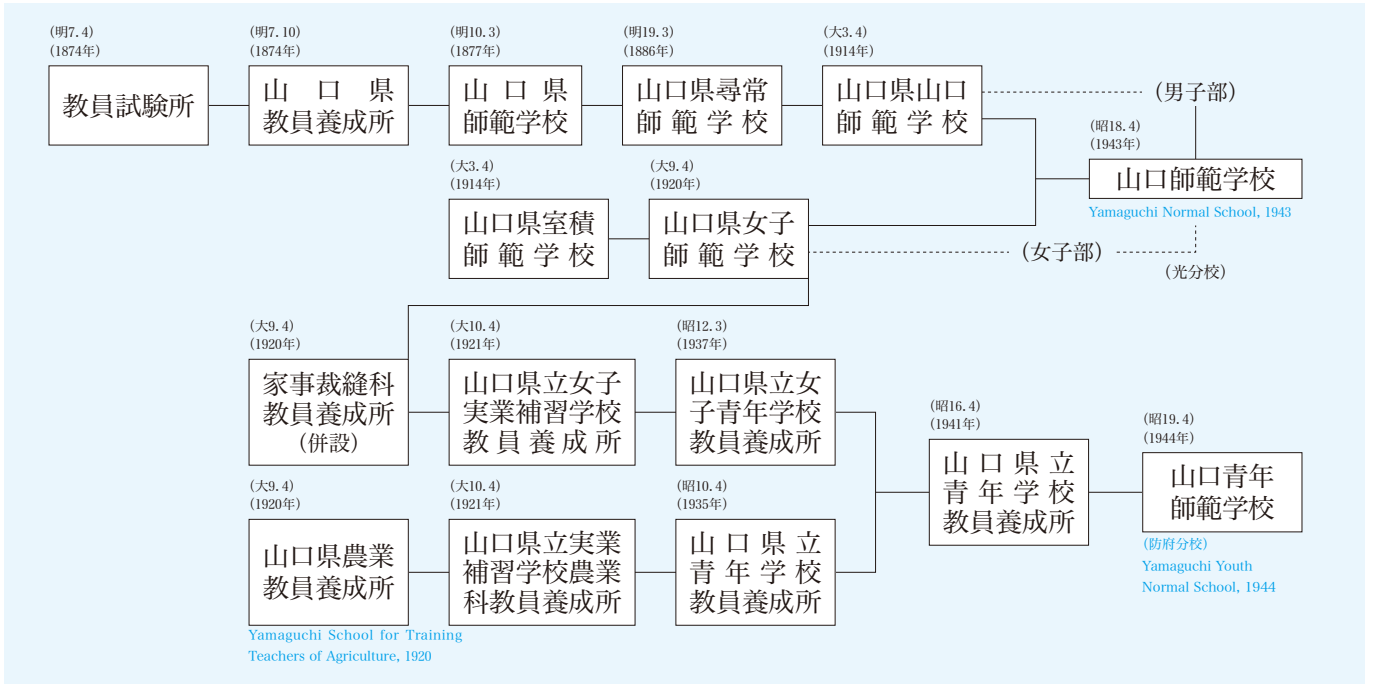 (明7.4)
(1874年)
教員試験所
(明7.10)
(1874年)
山口県
教員養成所
(明10.3)
(1877年)
山口県
師範学校
(明19.3)
(1886年)
山口県尋常
師範学校
(大3.4)
(1914年)
山口県山口
師範学校
(男子部)
(昭18.4)
(1943年)
山口師範学校
Yamaguchi Normal School, 1943
(大3.4)
(1914年)
山口県室積
師範学校
(大9.4)
(1920年)
山口県女子
師範学校
(女子部)
(光分校)
(大9.4)
(1920年)
家事裁縫科
教員養成所
(併設)
(大10.4)
(1921年)
山口県立女子
実業補習学校
教員養成所
(昭12.3)
(1937年)
山口県立女
子青年学校
教員養成所
(大9.4)
(1920年)
山口県農業
教員養成所
Yamaguchi School for Training
Teachers of Agriculture, 1920
(大10.4)
(1921年)
山口県立実業
補習学校農業
科教員養成所
(昭10.4)
(1935年)
山口県立
青年学校
教員養成所
(昭16.4)
(1941年)
山口県立
青年学校
教員養成所
(昭19.4)
(1944年)
山口青年
師範学校
(防府分校)
Yamaguchi Youth
Normal School, 1944